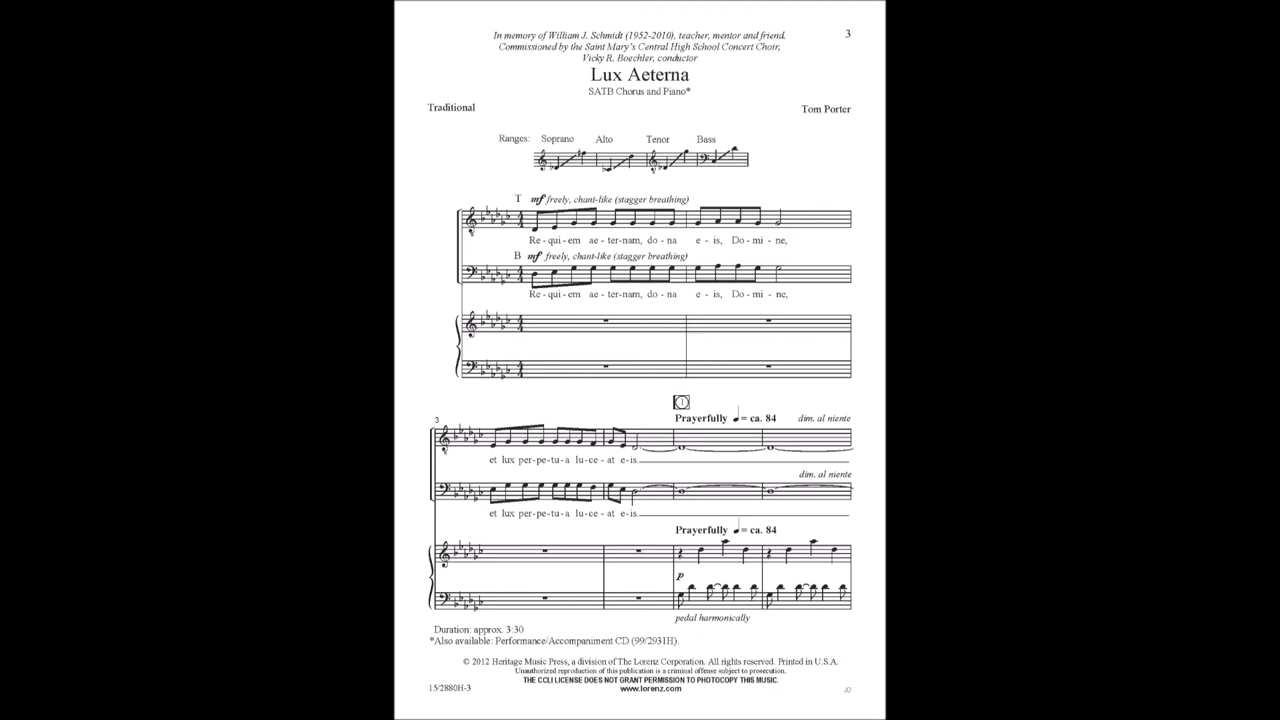 In memory of William J. Schmidt (1952-2010), teacher, mentor and friend.
3
Commissioned by the Saint Mary's Central High School Concert Choir,
Vicky R. Boechler, conductor
Lux Aeterna
SATB Chorus and Piano*
Traditional
Tom Porter
Ranges: Soprano Alto Tenor Bass
T mf freely, chant-like (stagger breathing)
Re - qui - em ae - ter-nam, do - na e - is, Do - mi - ne,
B mf freely, chant-like (stagger breathing)
Re - qui - em ae - ter-nam, do - na e - is, Do - mi - ne,
1
3
Prayerfully ♩= ca. 84 dim. al niente
et lux per-pe-tu-a lu-ce-at e-is.
dim. al niente
et lux per-pe-tu-a lu-ce-at e-is.
Prayerfully ♩= ca. 84
p
pedal harmonically
Duration: approx. 3:30
*Also available: Performance/Accompaniment CD (99/2931H).
© 2012 Heritage Music Press, a division of The Lorenz Corporation. All rights reserved. Printed in U.S.A.
Unauthorized reproduction of this publication is a criminal offense subject to prosecution.
THE CCLI LICENSE DOES NOT GRANT PERMISSION TO PHOTOCOPY THIS MUSIC.
15/2880H-3
www.lorenz.com
JD